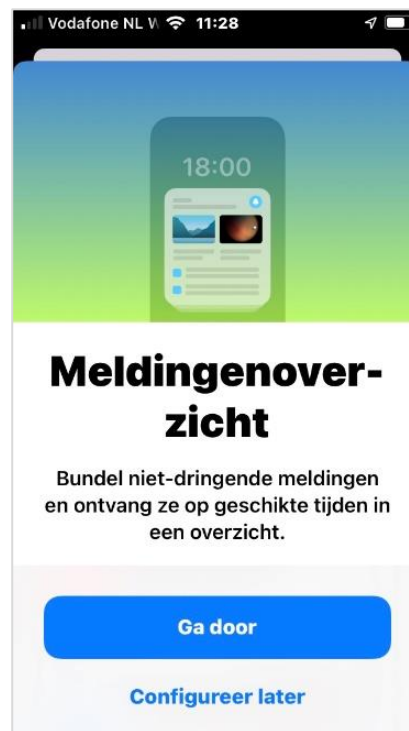 Vodafone NL 11:28
18:00
Meldingenover-
zicht
Bundel niet-dringende meldingen
en ontvang ze op geschikte tijden in
een overzicht.
Ga door
Configureer later